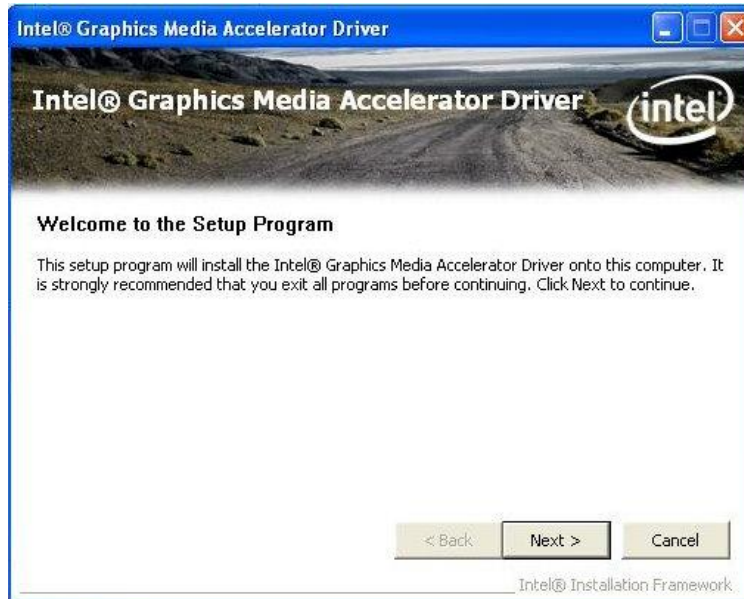 Intel® Graphics Media Accelerator Driver
Intel® Graphics Media Accelerator Driver
intel
Welcome to the Setup Program
This setup program will install the Intel® Graphics Media Accelerator Driver onto this computer. It
is strongly recommended that you exit all programs before continuing. Click Next to continue.
< Back
Next >
Cancel
Intel® Installation Framework